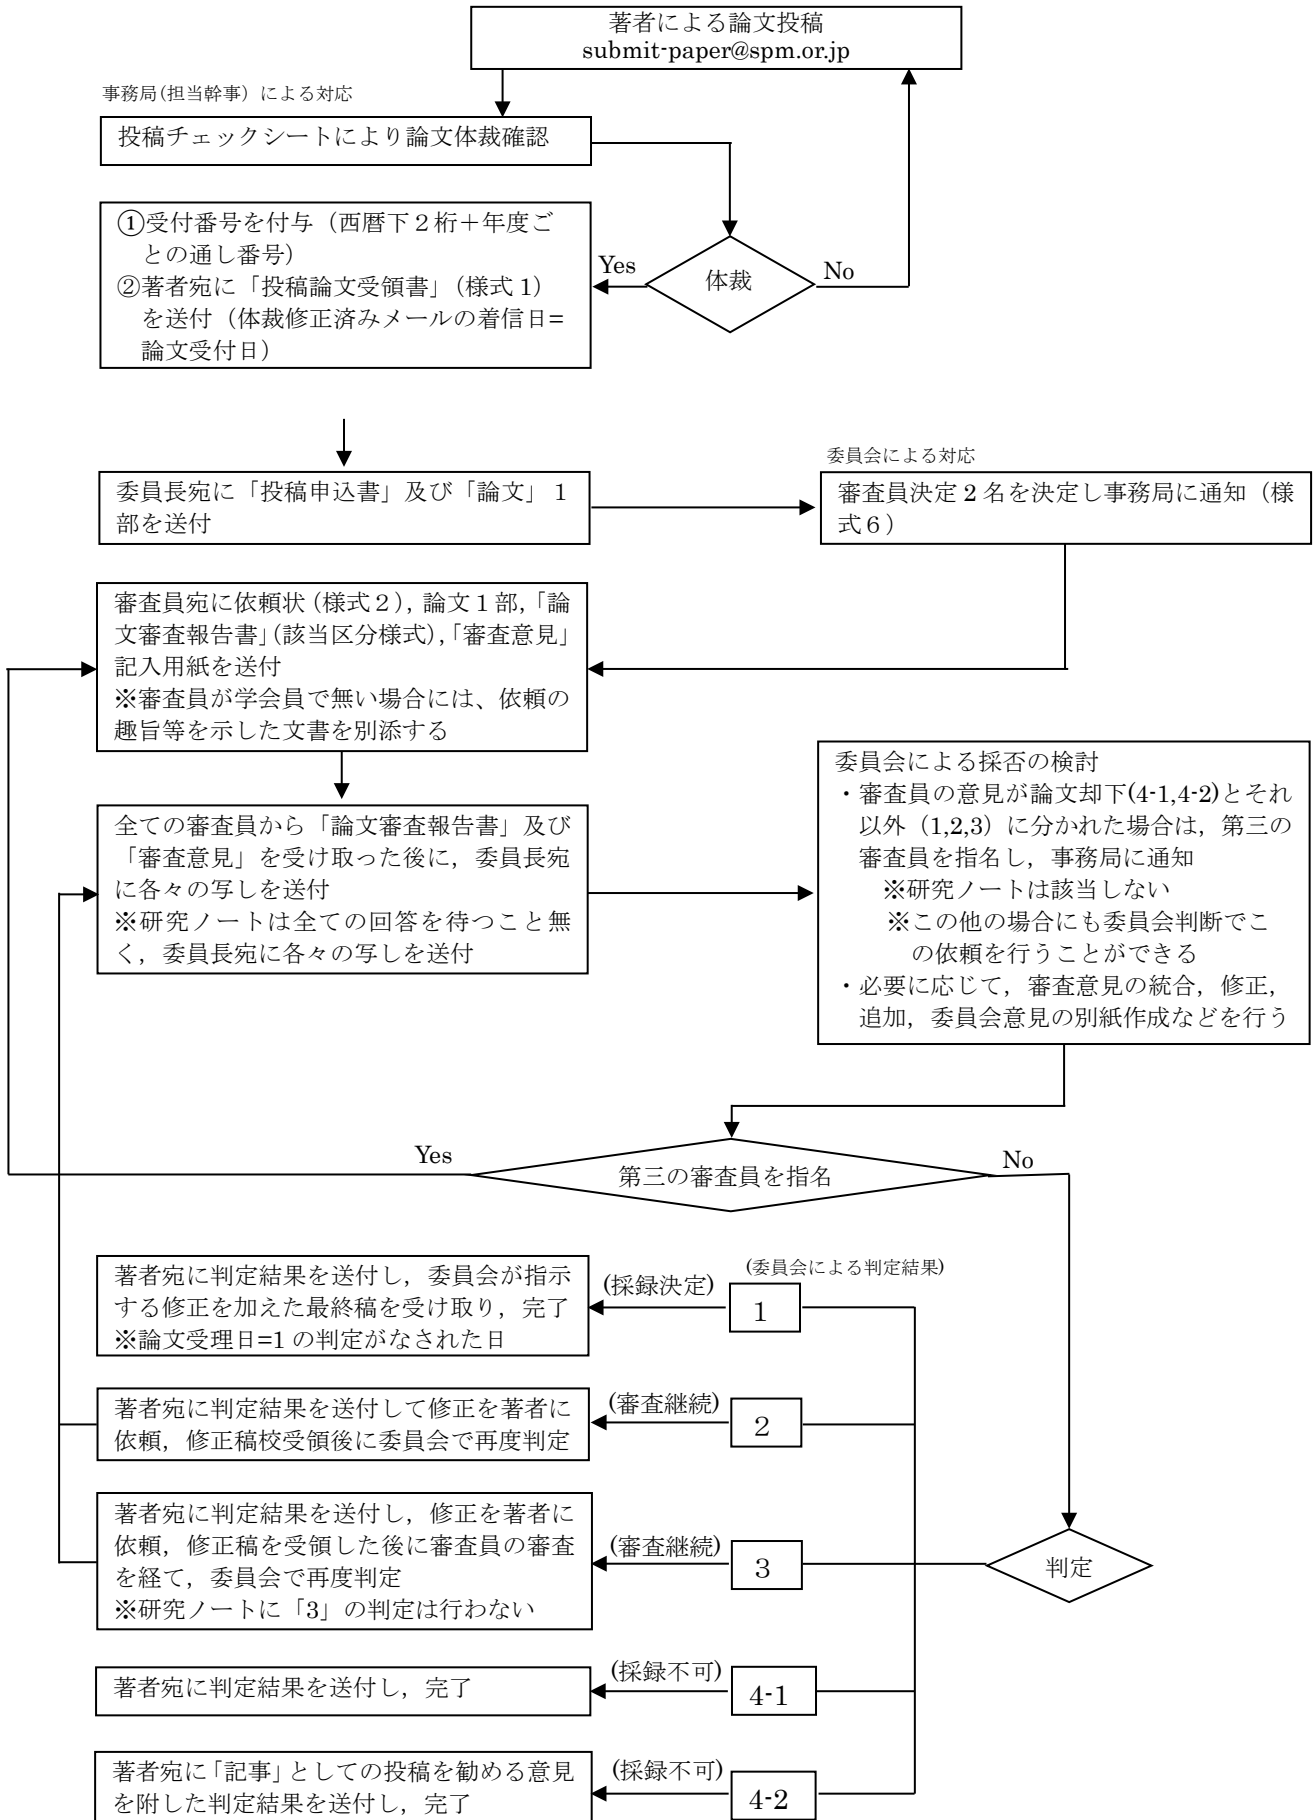 著者による論文投稿
submit-paper@spm.or.jp
事務局(担当幹事）による対応
投稿チェックシートにより論文体裁確認
①受付番号を付与（西暦下２桁＋年度ご
との通し番号）
②著者宛に「投稿論文受領書」（様式 1）
を送付（体裁修正済みメールの着信日=
論文受付日）
Yes
体裁
No
委員長宛に「投稿申込書」及び「論文」１
部を送付
委員会による対応
審査員決定 2 名を決定し事務局に通知（様
式６）
審査員宛に依頼状（様式２），論文１部，「論
文審査報告書」（該当区分様式），「審査意見」
記入用紙を送付
※審査員が学会員で無い場合には、依頼の
趣旨等を示した文書を別添する
全ての審査員から「論文審査報告書」及び
「審査意見」を受け取った後に，委員長宛
に各々の写しを送付
※研究ノートは全ての回答を待つこと無
く，委員長宛に各々の写しを送付
委員会による採否の検討
・審査員の意見が論文却下(4-1,4-2)とそれ
以外（1,2,3）に分かれた場合は，第三の
審査員を指名し，事務局に通知
※研究ノートは該当しない
※この他の場合にも委員会判断でこ
の依頼を行うことができる
・必要に応じて，審査意見の統合，修正，
追加，委員会意見の別紙作成などを行う
Yes
第三の審査員を指名
No
著者宛に判定結果を送付し，委員会が指示
する修正を加えた最終稿を受け取り，完了
※論文受理日=1 の判定がなされた日
(採録決定)
(委員会による判定結果)
1
著者宛に判定結果を送付して修正を著者に
依頼，修正稿校受領後に委員会で再度判定
(審査継続)
２
著者宛に判定結果を送付し，修正を著者に
依頼，修正稿を受領した後に審査員の審査
を経て，委員会で再度判定
※研究ノートに「3」の判定は行わない
(審査継続)
３
判定
著者宛に判定結果を送付し，完了
(採録不可)
4-1
著者宛に「記事」としての投稿を勧める意見
を附した判定結果を送付し，完了
(採録不可)
4-2